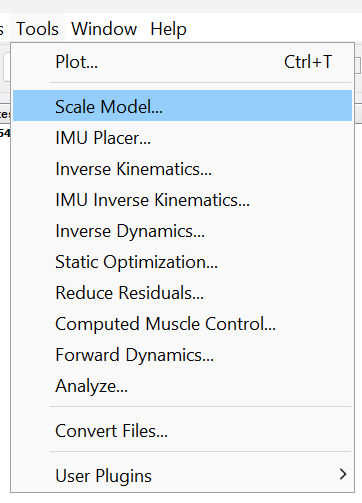 s Tools Window Help
Plot... Ctrl+T
Scale Model...
IMU Placer...
Inverse Kinematics...
IMU Inverse Kinematics...
Inverse Dynamics...
Static Optimization...
Reduce Residuals...
Computed Muscle Control...
Forward Dynamics...
Analyze...
Convert Files...
User Plugins